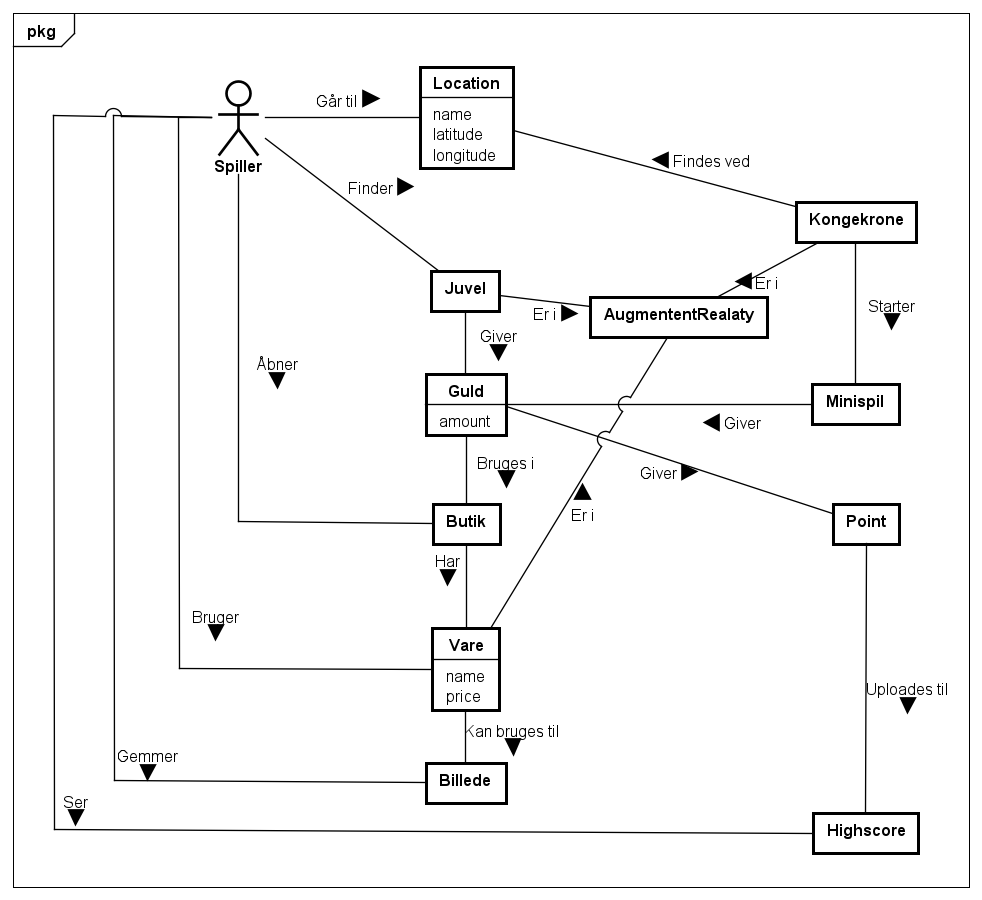 pkg
Location
Går til
name
latitude
longitude
Spiller
Findes ved
Finder
Kongekrone
Juvel
Er i
AugmententRealaty
Er i
Starter
Giver
Åbner
Guld
amount
Minispil
Giver
Bruges i
Giver
Butik
Er i
Point
Har
Bruger
Vare
name
price
Uploades til
Kan bruges til
Gemmer
Billede
Ser
Highscore